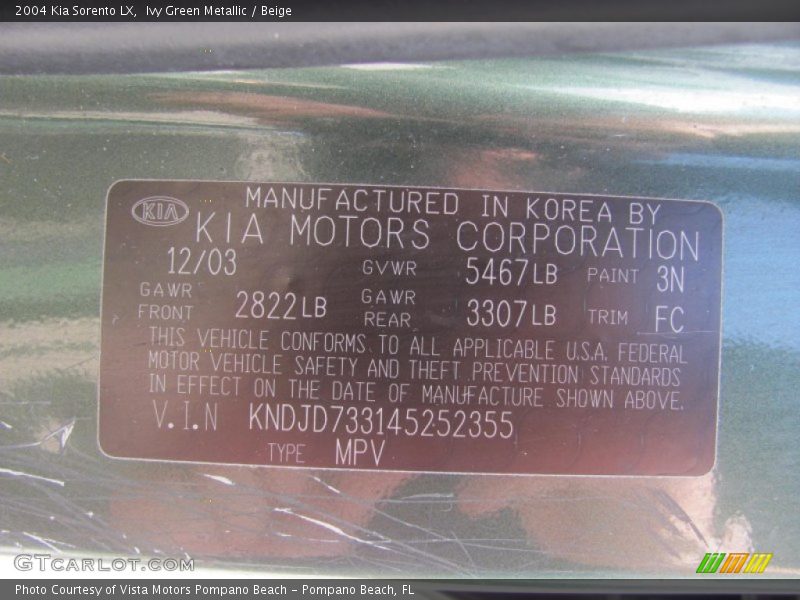 2004 Kia Sorento LX, Ivy Green Metallic / Beige
KIA
MANUFACTURED IN KOREA BY
KIA MOTORS CORPORATION
12/03 GVWR 5467LB PAINT 3N
GAWR FRONT 2822LB GAWR REAR 3307LB TRIM FC
THIS VEHICLE CONFORMS TO ALL APPLICABLE U.S.A. FEDERAL
MOTOR VEHICLE SAFETY AND THEFT PREVENTION STANDARDS
IN EFFECT ON THE DATE OF MANUFACTURE SHOWN ABOVE.
V.I.N KNDJD733145252355
TYPE MPV
GTCarLot.com
Photo Courtesy of Vista Motors Pompano Beach - Pompano Beach, FL